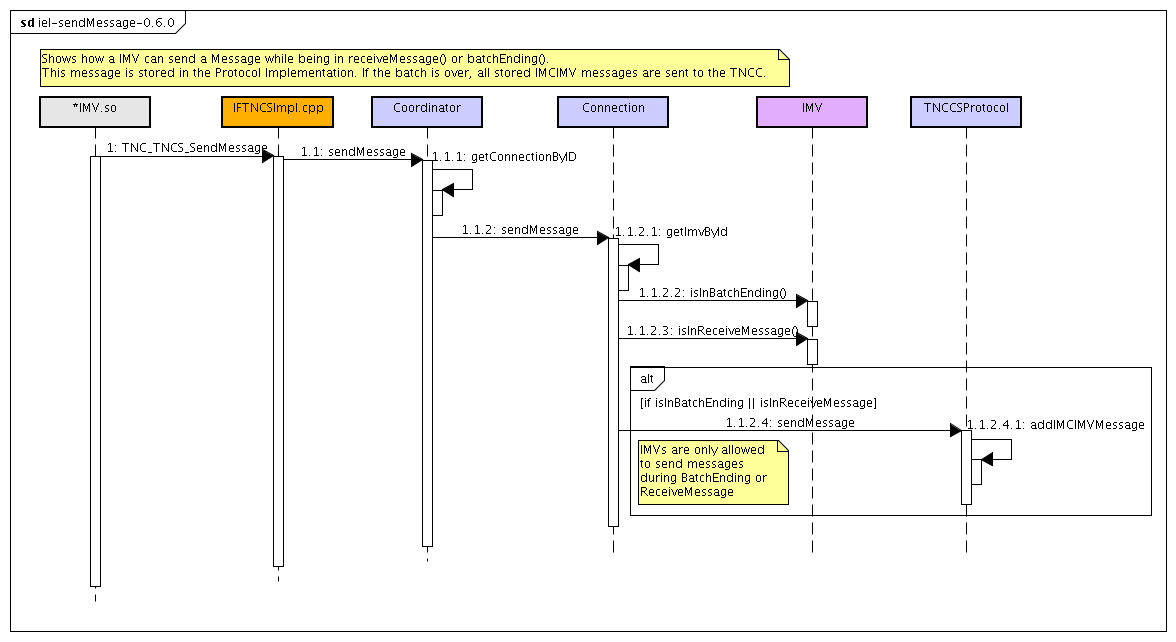 sd iel-sendMessage-0.6.0
Shows how a IMV can send a Message while being in receiveMessage() or batchEnding().
This message is stored in the Protocol Implementation. If the batch is over, all stored IMCIMV messages are sent to the TNCC.
*IMV.so
IFTNCSImpl.cpp
Coordinator
Connection
IMV
TNCCSProtocol
1: TNC_TNCS_SendMessage
1.1: sendMessage
1.1.1: getConnectionByID
1.1.2: sendMessage
1.1.2.1: getImvById
1.1.2.2: isInBatchEnding()
1.1.2.3: isInReceiveMessage()
alt
[if isInBatchEnding || isInReceiveMessage]
1.1.2.4: sendMessage
1.1.2.4.1: addIMCIMVMessage
IMVs are only allowed
to send messages
during BatchEnding or
ReceiveMessage